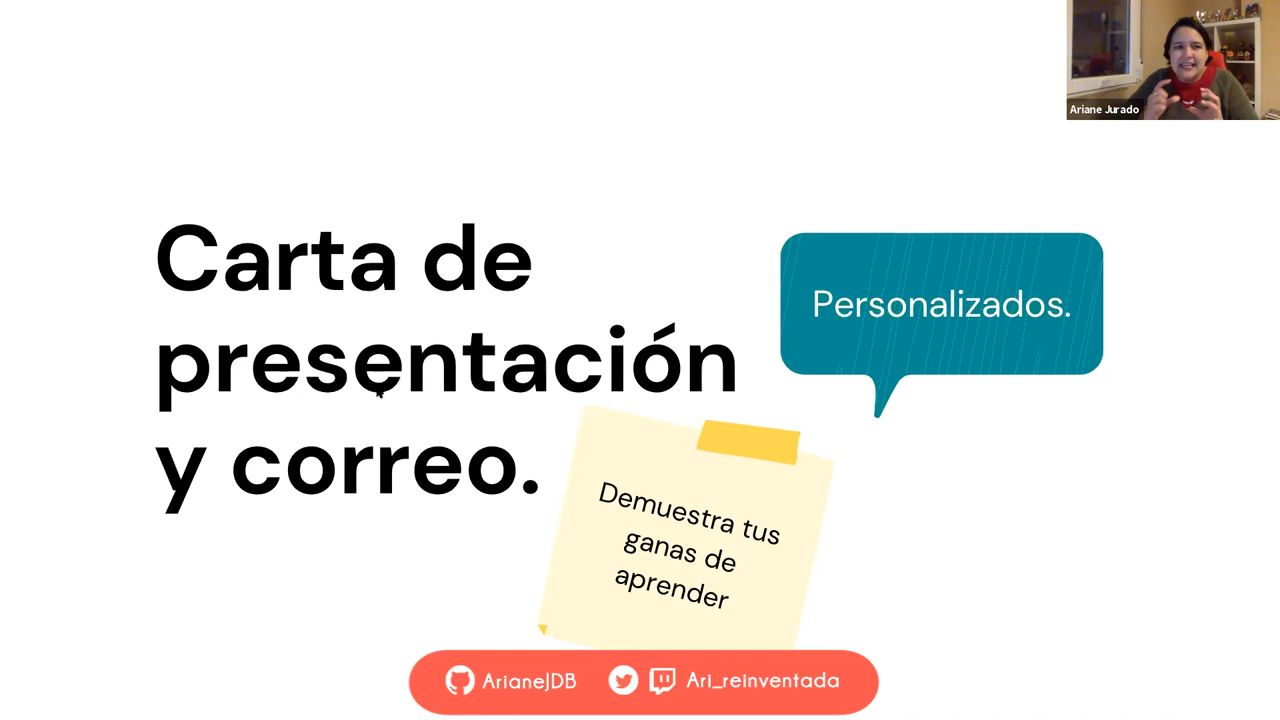 Ariane Jurado
Carta de
presentación
y correo.
Personalizados.
Demuestra tus
ganas de
aprender
ArianeJDB
Ari_reinventada